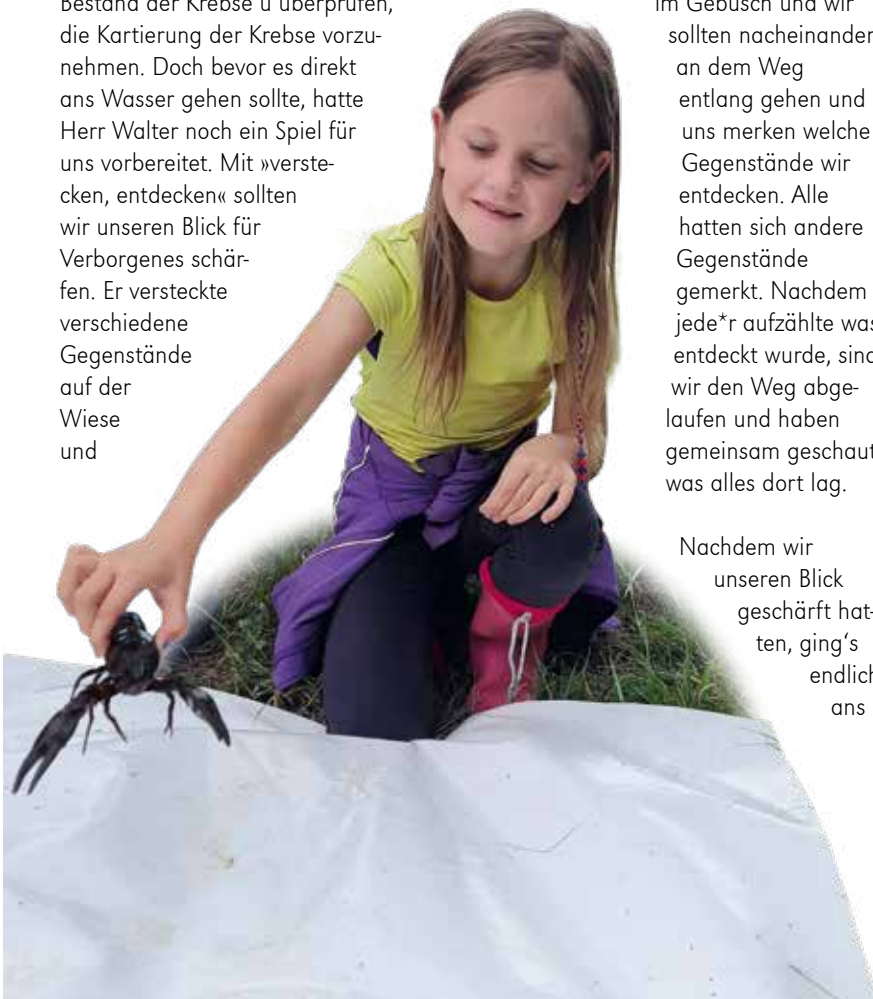 Bestand der Krebse u überprüfen,
die Kartierung der Krebse vorzu-
nehmen. Doch bevor es direkt
ans Wasser gehen sollte, hatte
Herr Walter noch ein Spiel für
uns vorbereitet. Mit »verste-
cken, entdecken« sollten
wir unseren Blick für
Verborgenes schär-
fen. Er versteckte
verschiedene
Gegenstände
auf der
Wiese
und
im Gebüsch und wir
sollten nacheinander
an dem Weg
entlang gehen und
uns merken welche
Gegenstände wir
entdecken. Alle
hatten sich andere
Gegenstände
gemerkt. Nachdem
jede*r aufzählte was
entdeckt wurde, sind
wir den Weg abge-
laufen und haben
gemeinsam geschaut
was alles dort lag.
Nachdem wir
unseren Blick
geschärft hat-
ten, ging‘s
endlich
ans